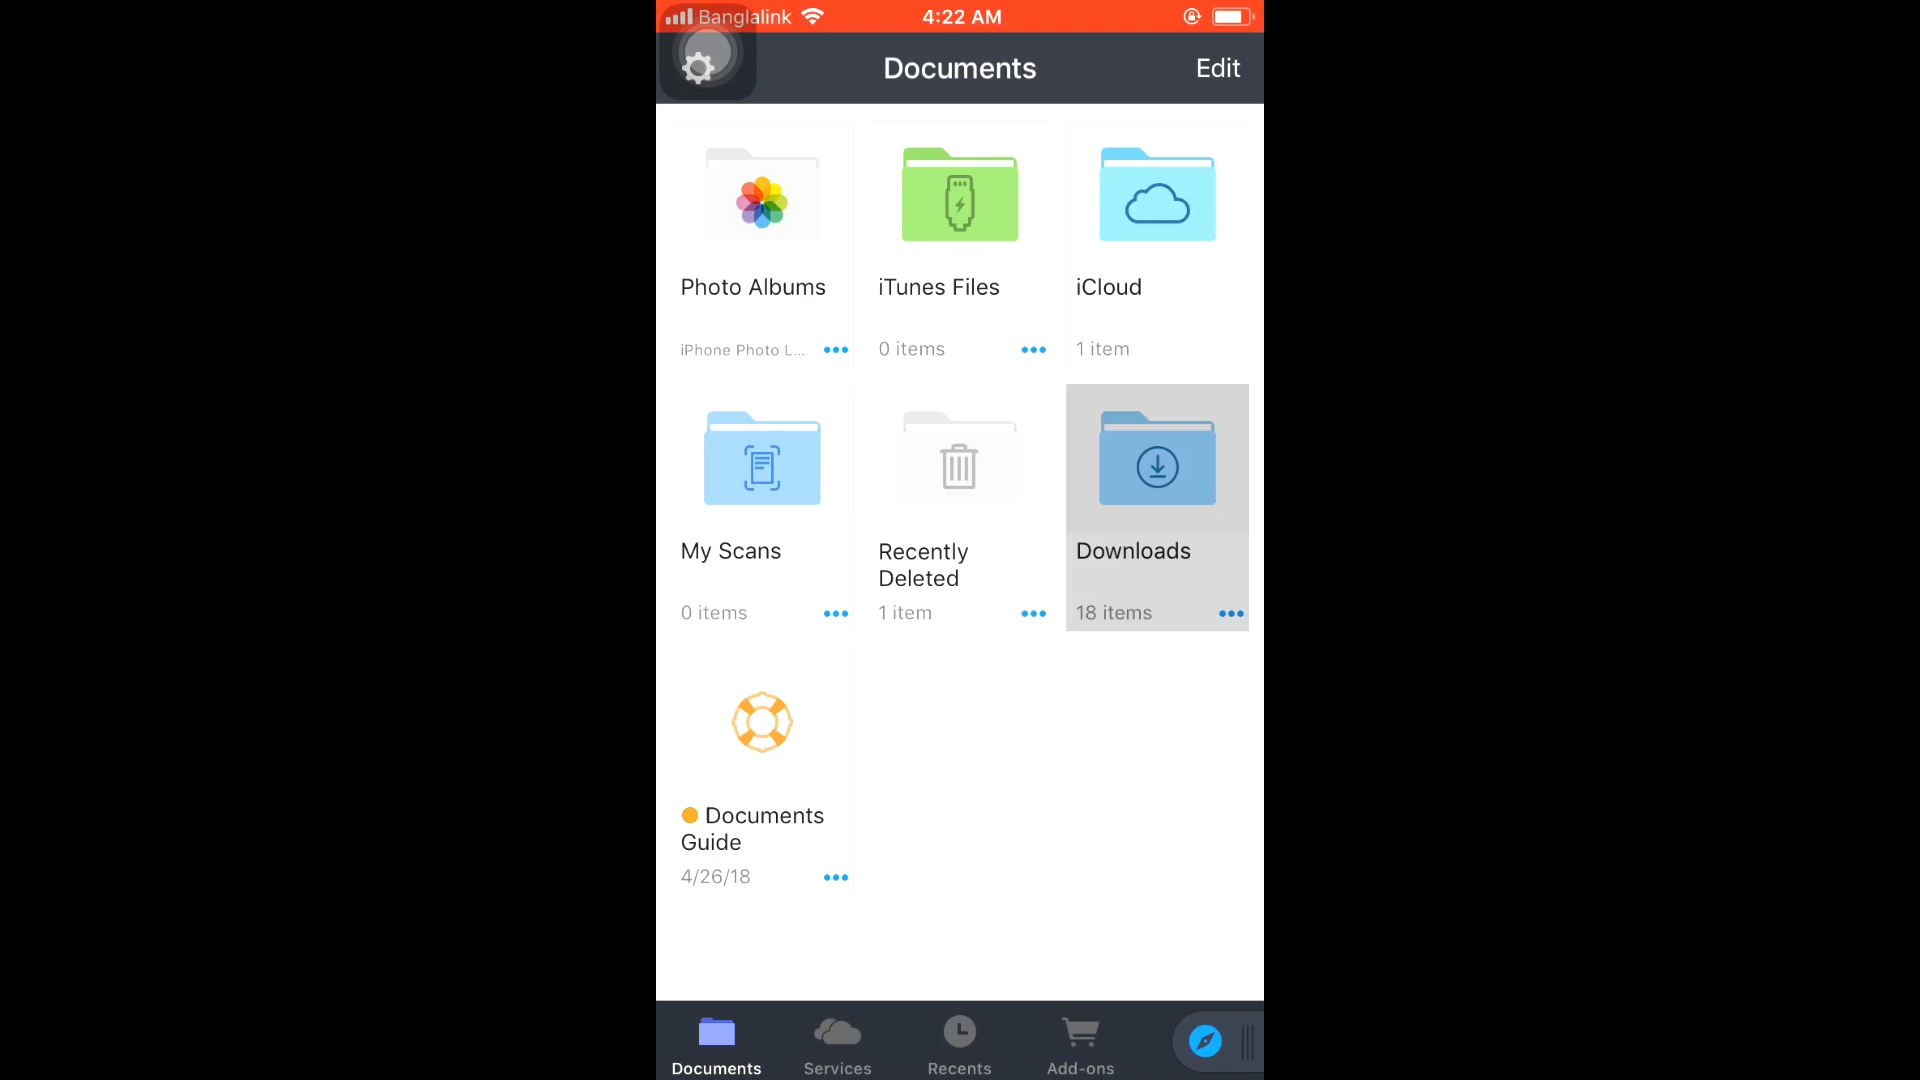 Banglalink
4:22 AM
Documents
Edit
Photo Albums
iTunes Files
iCloud
iPhone Photo L...
0 items
1 item
My Scans
Recently
Deleted
Downloads
0 items
1 item
18 items
Documents
Guide
4/26/18
Documents
Services
Recents
Add-ons